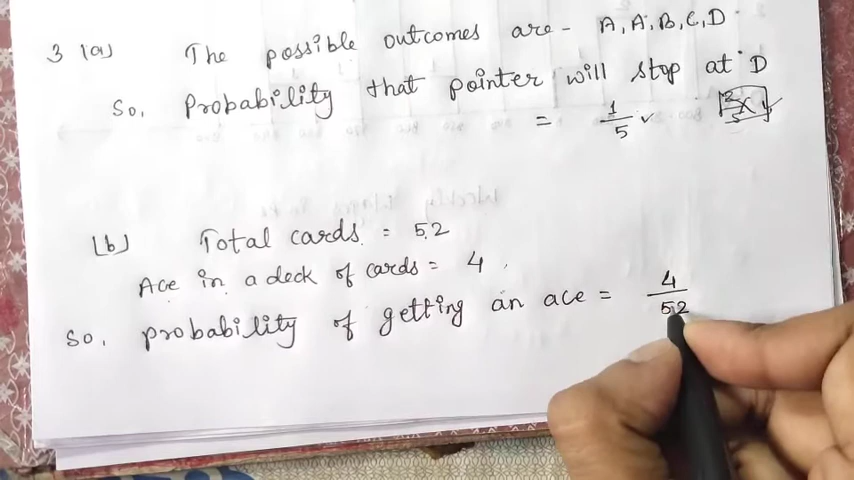 3 (a) The possible outcomes are - A, A, B, C, D
So, Probability that pointer will stop at D
= 1/5 ✓
(b) Total cards = 52
Ace in a deck of cards = 4
So, probability of getting an ace = 4/52